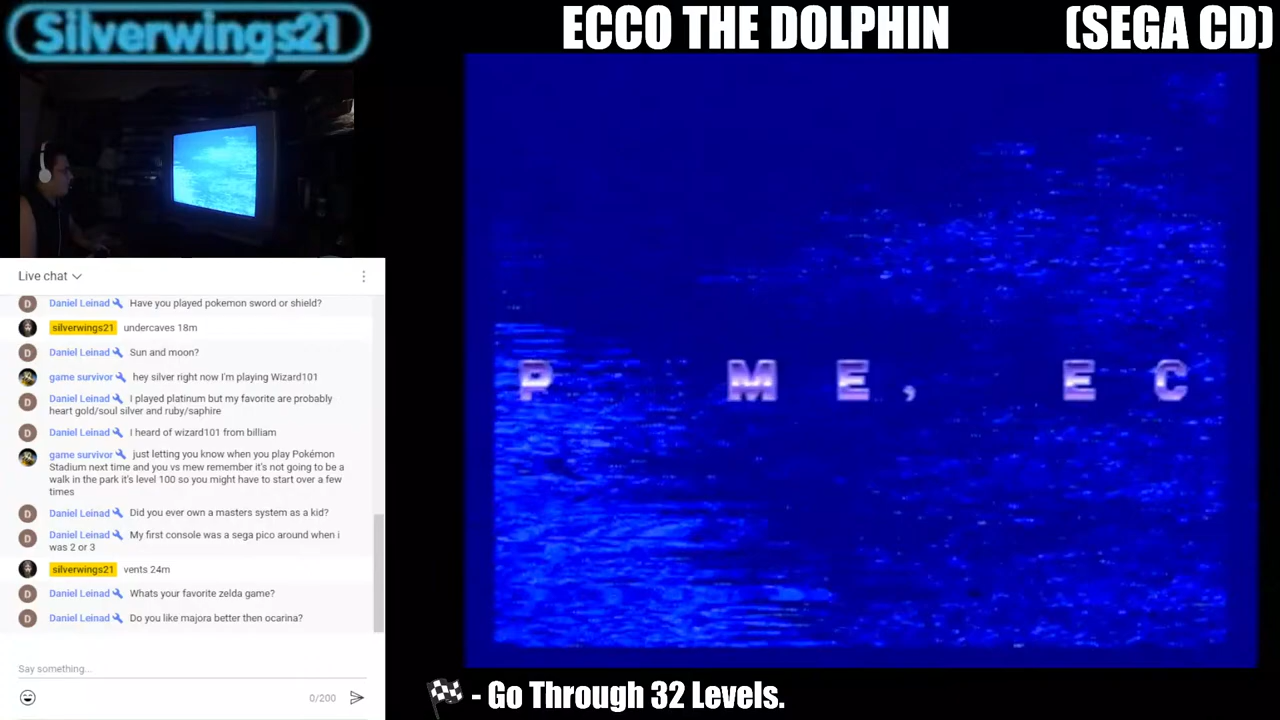 Silverwings21
ECCO THE DOLPHIN (SEGA CD)
Live chat
D Daniel Leinad Have you played pokemon sword or shield?
silverwings21 undercaves 18m
D Daniel Leinad Sun and moon?
game survivor hey silver right now I'm playing Wizard101
D Daniel Leinad I played platinum but my favorite are probably
heart gold/soul silver and ruby/saphire
D Daniel Leinad I heard of wizard101 from billiam
game survivor just letting you know when you play Pokémon
Stadium next time and you vs mew remember it's not going to be a
walk in the park it's level 100 so you might have to start over a few
times
D Daniel Leinad Did you ever own a masters system as a kid?
D Daniel Leinad My first console was a sega pico around when i
was 2 or 3
silverwings21 vents 24m
D Daniel Leinad Whats your favorite zelda game?
D Daniel Leinad Do you like majora better then ocarina?
Say something...
0/200
P ME, EC
- Go Through 32 Levels.